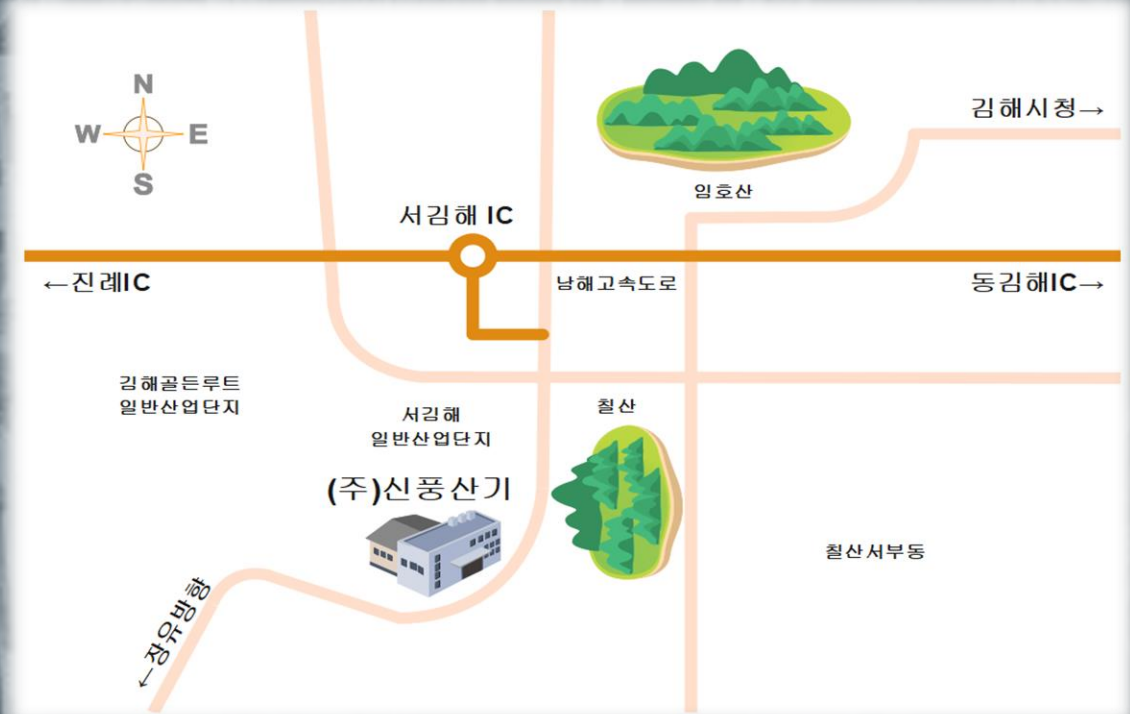 N
W E
S
김해시청→
임호산
서김해 IC
←진례IC
남해고속도로
동김해IC→
김해골든루트
일반산업단지
서김해
일반산업단지
칠산
(주)신풍산기
칠산서부동
←장유방향